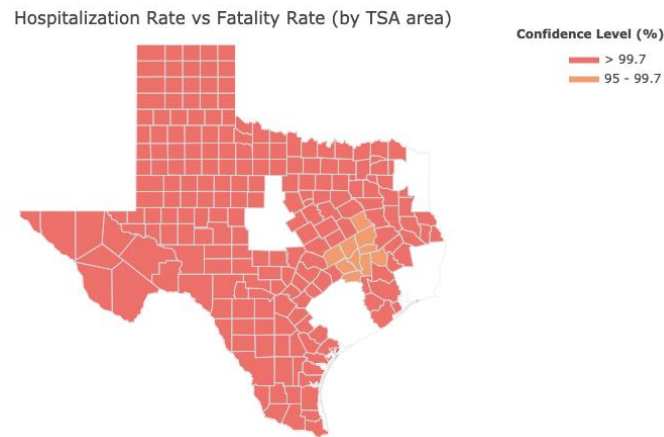 Hospitalization Rate vs Fatality Rate (by TSA area)
Confidence Level (%)
> 99.7
95 - 99.7